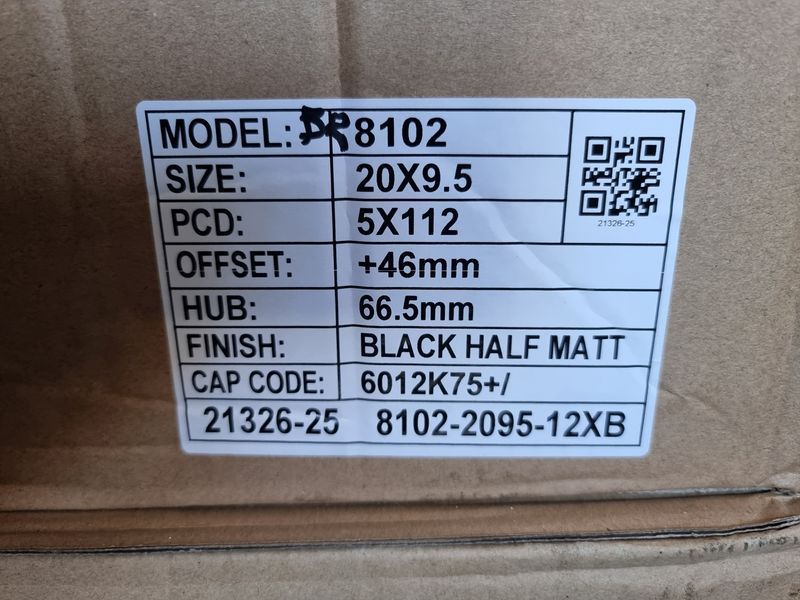 MODEL: BR 8102
SIZE: 20X9.5
PCD: 5X112
21326-25
OFFSET: +46mm
HUB: 66.5mm
FINISH: BLACK HALF MATT
CAP CODE: 6012K75+/
21326-25 8102-2095-12XB